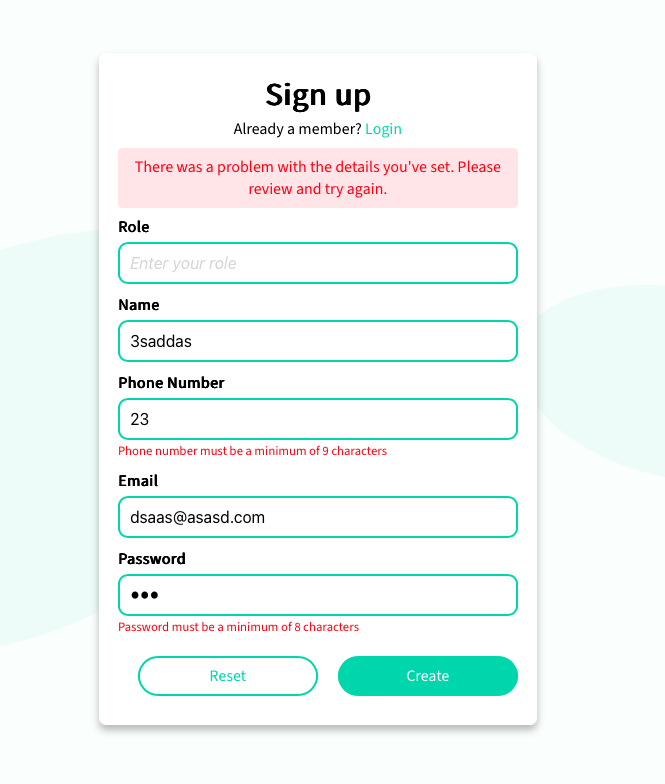 Sign up
Already a member? Login
There was a problem with the details you've set. Please
review and try again.
Role
Enter your role
Name
3saddas
Phone Number
23
Phone number must be a minimum of 9 characters
Email
dsaas@asasd.com
Password
•••
Password must be a minimum of 8 characters
Reset Create